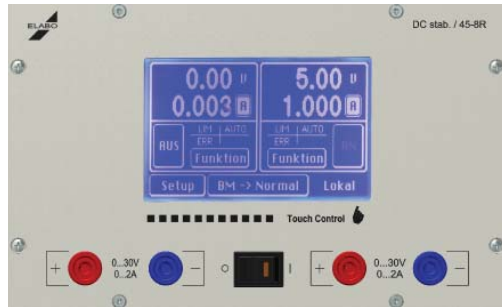 ELABO
DC stab. / 45-8R
0.00 V 5.00 V
0.003 A 1.000 A
LIM AUTO LIM AUTO
ERR ERR
AUS Funktion Funktion
Setup BM -> Normal Lokal
Touch Control
+ 0...30V 0...2A - O I + 0...30V 0...2A -